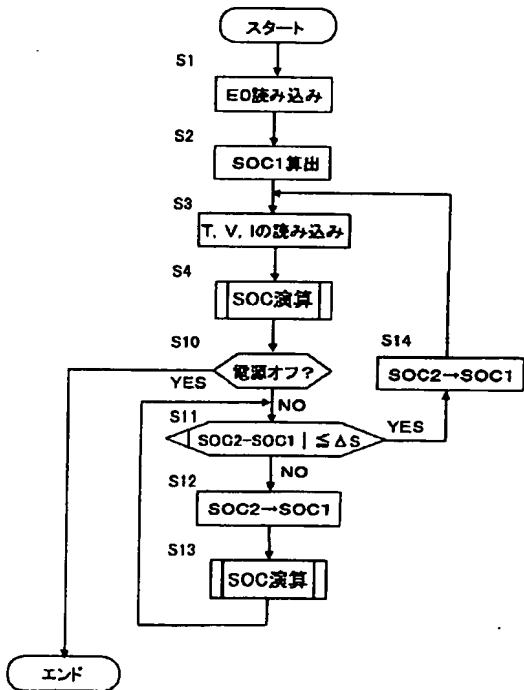 スタート
S1
E0読み込み
S2
SOC1算出
S3
T, V, Iの読み込み
S4
SOC演算
S10
電源オフ?
YES
NO
S14
SOC2→SOC1
S11
|SOC2-SOC1|≦ΔS
YES
NO
S12
SOC2→SOC1
S13
SOC演算
エンド